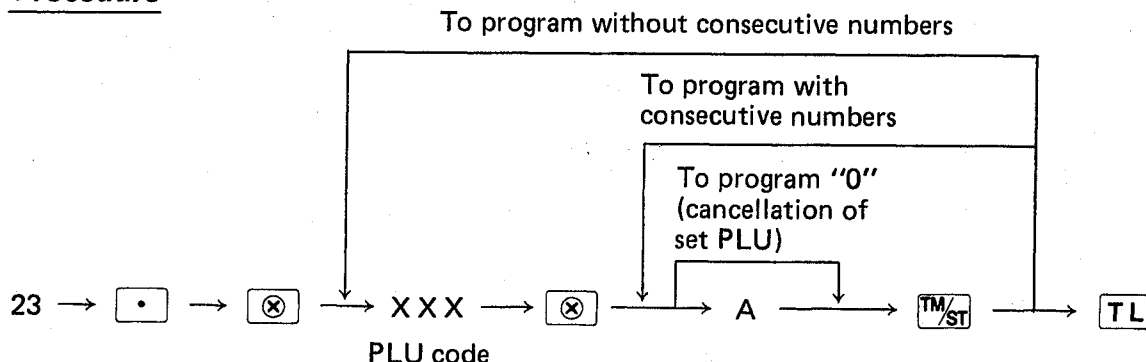 To program without consecutive numbers
To program with
consecutive numbers
To program "0"
(cancellation of
set PLU)
23 → · → ⊗ → XXX → ⊗ → A → TM/ST → TL
PLU code